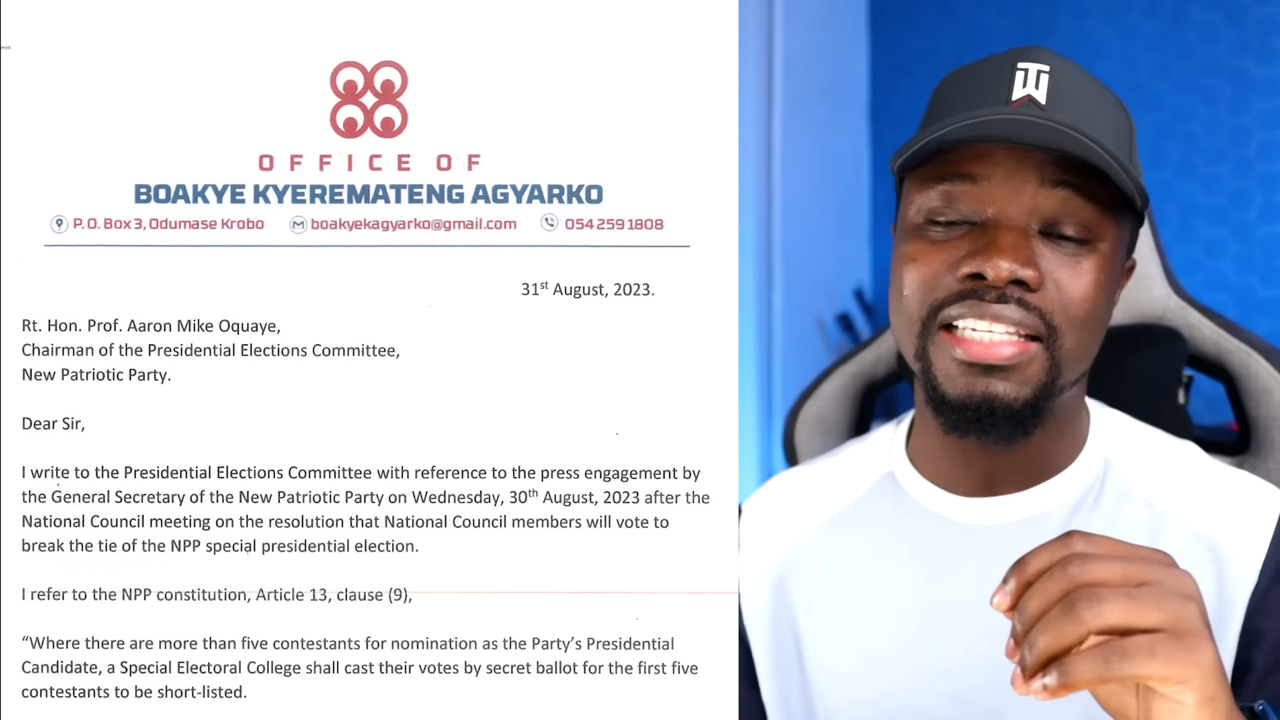 OFFICE OF
BOAKYE KYEREMATENG AGYARKO
P.O. Box 3, Odumase Krobo boakyekagyarko@gmail.com 054 259 1808
31st August, 2023.
Rt. Hon. Prof. Aaron Mike Oquaye,
Chairman of the Presidential Elections Committee,
New Patriotic Party.
Dear Sir,
I write to the Presidential Elections Committee with reference to the press engagement by
the General Secretary of the New Patriotic Party on Wednesday, 30th August, 2023 after the
National Council meeting on the resolution that National Council members will vote to
break the tie of the NPP special presidential election.
I refer to the NPP constitution, Article 13, clause (9),
“Where there are more than five contestants for nomination as the Party’s Presidential
Candidate, a Special Electoral College shall cast their votes by secret ballot for the first five
contestants to be short-listed.
TW